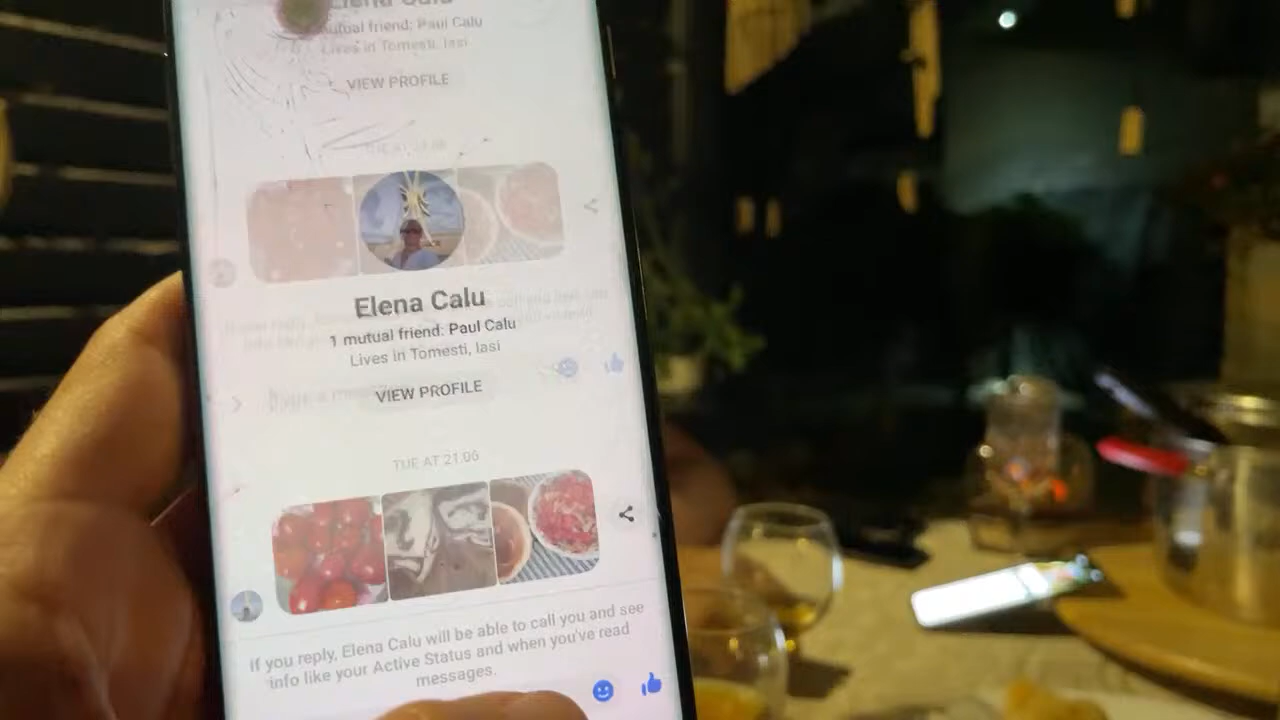 Elena Calu
mutual friend: Paul Calu
Lives in Tomesti, Iasi
VIEW PROFILE
Elena Calu
1 mutual friend: Paul Calu
Lives in Tomesti, Iasi
VIEW PROFILE
TUE AT 21.06
If you reply, Elena Calu will be able to call you and see
info like your Active Status and when you've read
messages.